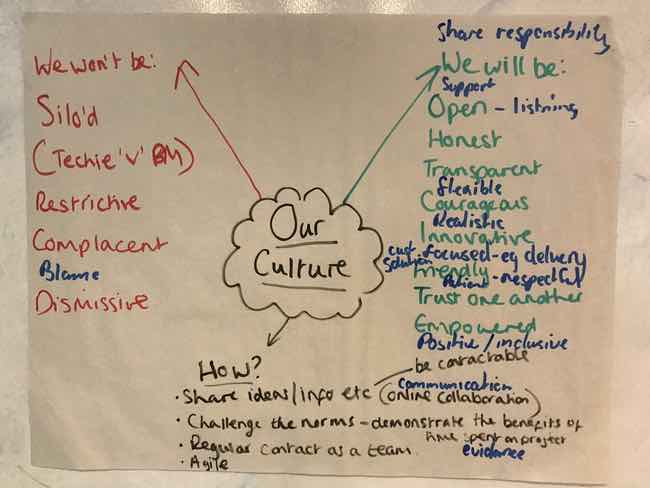 We won't be:
Silo'd
(Techie 'v' BM)
Restrictive
Complacent
Blame
Dismissive
Our
Culture
Share responsibility
We will be:
Support
Open - listning
Honest
Transparent
flexible
Courageous
Realistic
Innovative
cust focused - eg delivery
solution
friendly
Patient - respectful
Trust one another
Empowered
Positive / inclusive
How?
be contactable
• Share ideas/info etc (online collaboration)
communication
• Challenge the norms - demonstrate the benefits of
time spent on project
• Regular contact as a team.
evidance
• Agile